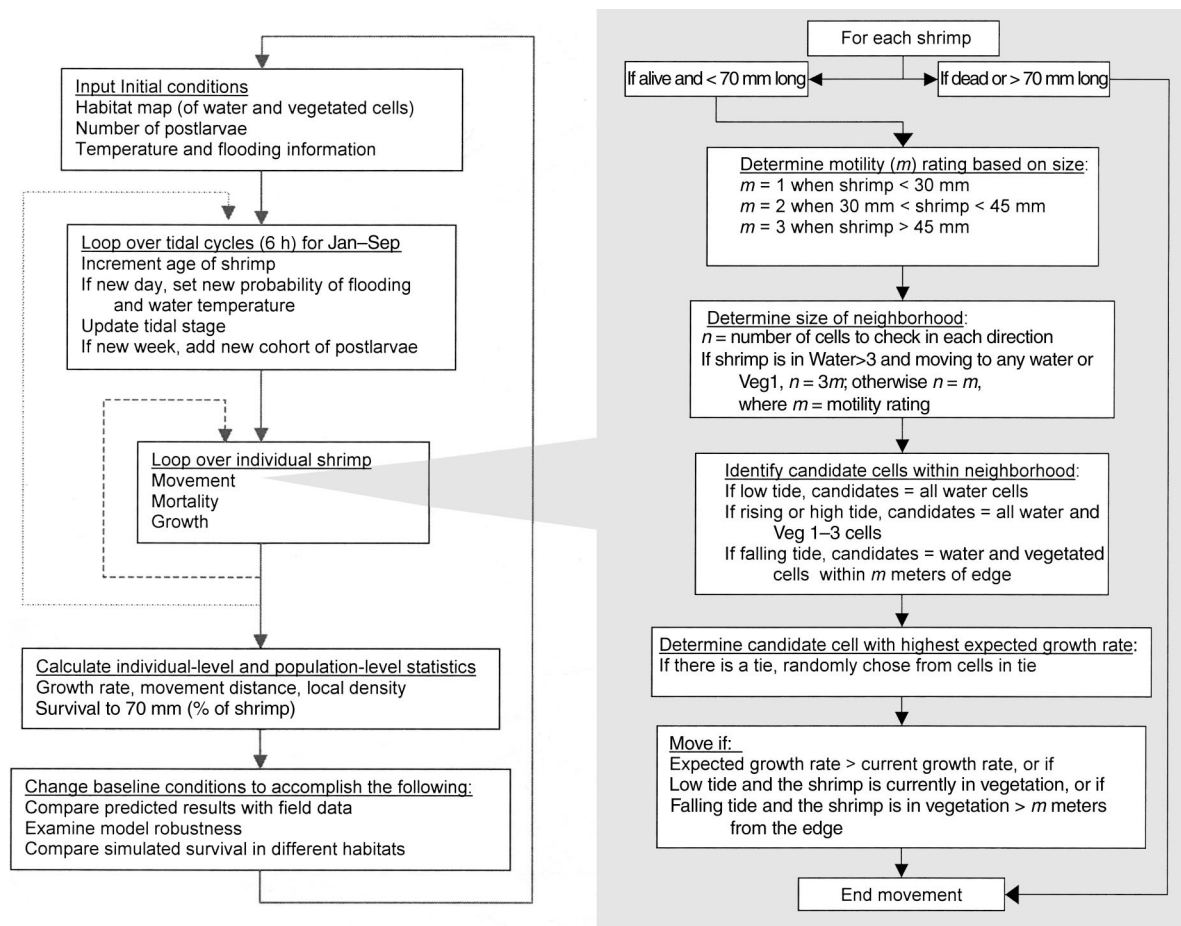 Input Initial conditions
Habitat map (of water and vegetated cells)
Number of postlarvae
Temperature and flooding information
Loop over tidal cycles (6 h) for Jan–Sep
Increment age of shrimp
If new day, set new probability of flooding
and water temperature
Update tidal stage
If new week, add new cohort of postlarvae
Loop over individual shrimp
Movement
Mortality
Growth
Calculate individual-level and population-level statistics
Growth rate, movement distance, local density
Survival to 70 mm (% of shrimp)
Change baseline conditions to accomplish the following:
Compare predicted results with field data
Examine model robustness
Compare simulated survival in different habitats
For each shrimp
If alive and < 70 mm long
If dead or > 70 mm long
Determine motility (m) rating based on size:
m = 1 when shrimp < 30 mm
m = 2 when 30 mm < shrimp < 45 mm
m = 3 when shrimp > 45 mm
Determine size of neighborhood:
n = number of cells to check in each direction
If shrimp is in Water>3 and moving to any water or
Veg1, n = 3m; otherwise n = m,
where m = motility rating
Identify candidate cells within neighborhood:
If low tide, candidates = all water cells
If rising or high tide, candidates = all water and
Veg 1–3 cells
If falling tide, candidates = water and vegetated
cells within m meters of edge
Determine candidate cell with highest expected growth rate:
If there is a tie, randomly chose from cells in tie
Move if:
Expected growth rate > current growth rate, or if
Low tide and the shrimp is currently in vegetation, or if
Falling tide and the shrimp is in vegetation > m meters
from the edge
End movement